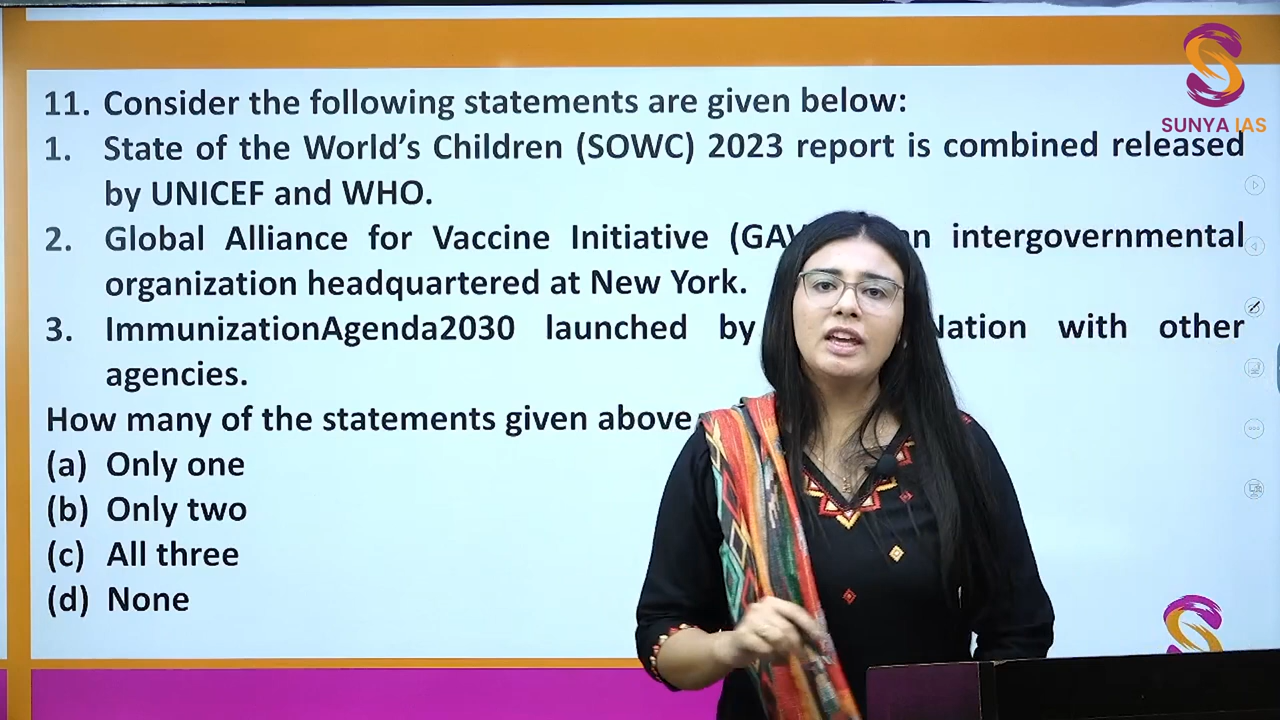 SUNYA IAS
11. Consider the following statements are given below:
1. State of the World's Children (SOWC) 2023 report is combined released
by UNICEF and WHO.
2. Global Alliance for Vaccine Initiative intergovernmental
organization headquartered at New York.
3. ImmunizationAgenda2030 launched by Nation with other
agencies.
How many of the statements given above
(a) Only one
(b) Only two
(c) All three
(d) None